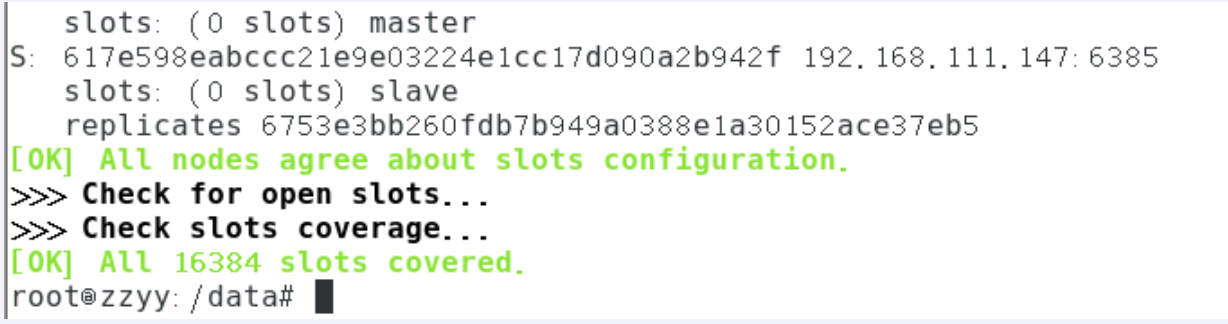 slots: (0 slots) master
S: 617e598eabccc21e9e03224e1cc17d090a2b942f 192.168.111.147:6385
slots: (0 slots) slave
replicates 6753e3bb260fdb7b949a0388e1a30152ace37eb5
[OK] All nodes agree about slots configuration.
>>> Check for open slots...
>>> Check slots coverage...
[OK] All 16384 slots covered.
root@zzyy:/data#